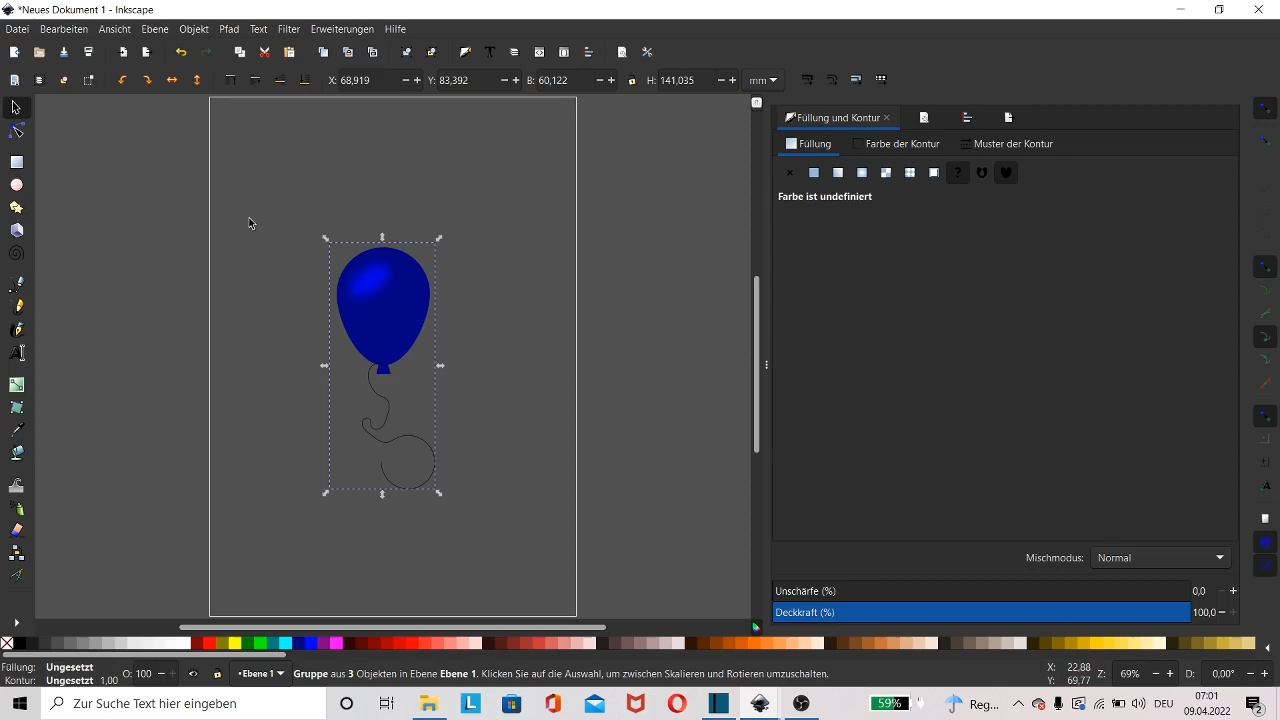 *Neues Dokument 1 - Inkscape
Datei Bearbeiten Ansicht Ebene Objekt Pfad Text Filter Erweiterungen Hilfe
X: 68,919 Y: 83,392 B: 60,122 H: 141,035 mm
Füllung und Kontur
Füllung Farbe der Kontur Muster der Kontur
Farbe ist undefiniert
Mischmodus: Normal
Unschärfe (%) 0,0
Deckkraft (%) 100,0
Füllung: Ungesetzt
Kontur: Ungesetzt 1,00 O: 100 Ebene 1 Gruppe aus 3 Objekten in Ebene Ebene 1. Klicken Sie auf die Auswahl, um zwischen Skalieren und Rotieren umzuschalten.
X: 22,88
Y: 69,77 Z: 69% D: 0,00°
Zur Suche Text hier eingeben
59% Reg... DEU
07:01
09.04.2022
2